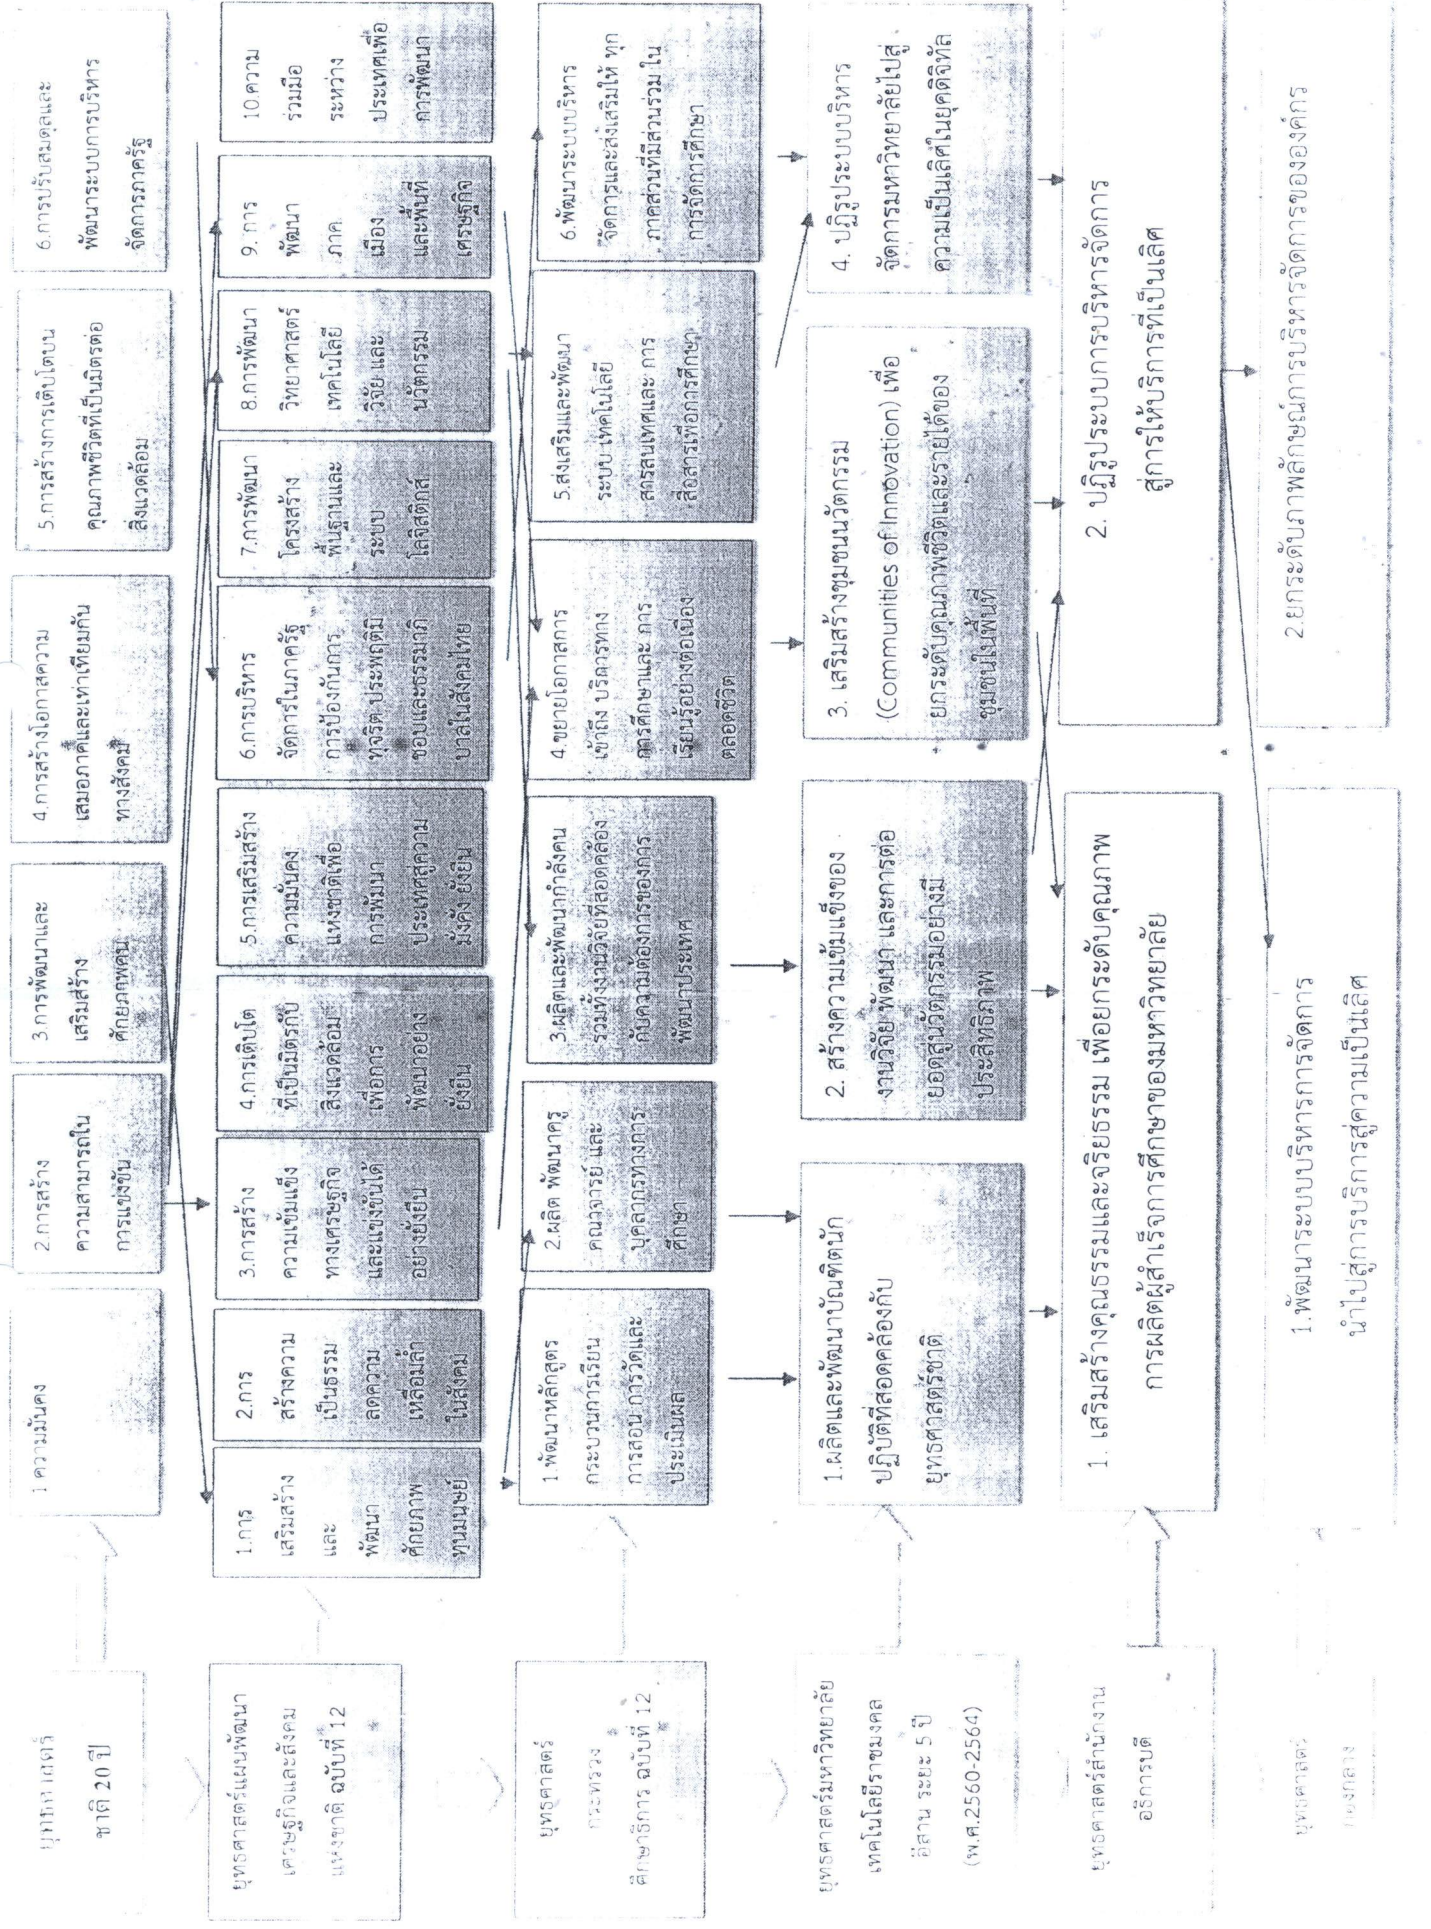 ยุทธศาสตร์
ชาติ 20 ปี
1 ความมั่นคง
2.การสร้าง
ความสามารถใน
การแข่งขัน
3.การพัฒนาและ
เสริมสร้าง
ศักยภาพคน
4.การสร้างโอกาสความ
เสมอภาคและเท่าเทียมกัน
ทางสังคม
5.การสร้างการเติบโตบน
คุณภาพชีวิตที่เป็นมิตรต่อ
สิ่งแวดล้อม
6.การปรับสมดุลและ
พัฒนาระบบการบริหาร
จัดการภาครัฐ
ยุทธศาสตร์แผนพัฒนา
เศรษฐกิจและสังคม
แห่งชาติ ฉบับที่ 12
1.การ
เสริมสร้าง
และ
พัฒนา
ศักยภาพ
ทุนมนุษย์
2.การ
สร้างความ
เป็นธรรม
ลดความ
เหลื่อมล้ำ
ในสังคม
3.การสร้าง
ความเข้มแข็ง
ทางเศรษฐกิจ
และแข่งขันได้
อย่างยั่งยืน
4.การเติบโต
ที่เป็นมิตรกับ
สิ่งแวดล้อม
เพื่อการ
พัฒนาอย่าง
ยั่งยืน
5.การเสริมสร้าง
ความมั่นคง
แห่งชาติเพื่อ
การพัฒนา
ประเทศสู่ความ
มั่งคั่ง ยั่งยืน
6.การบริหาร
จัดการในภาครัฐ
การป้องกันการ
ทุจริต ประพฤติมิ
ชอบและธรรมาภิ
บาลในสังคมไทย
7.การพัฒนา
โครงสร้าง
พื้นฐานและ
ระบบ
โลจิสติกส์
8.การพัฒนา
วิทยาศาสตร์
เทคโนโลยี
วิจัย และ
นวัตกรรม
9. การ
พัฒนา
ภาค
เมือง
และพื้นที่
เศรษฐกิจ
10.ความ
ร่วมมือ
ระหว่าง
ประเทศเพื่อ
การพัฒนา
ยุทธศาสตร์
กระทรวง
ศึกษาธิการ ฉบับที่ 12
1 พัฒนาหลักสูตร
กระบวนการเรียน
การสอน การวัดและ
ประเมินผล
2.ผลิต พัฒนาครู
คณาจารย์ และ
บุคลากรทางการ
ศึกษา
3.ผลิตและพัฒนากำลังคน
รวมทั้งงานวิจัยที่สอดคล้อง
กับความต้องการของการ
พัฒนาประเทศ
4 ขยายโอกาสการ
เข้าถึง บริการทาง
การศึกษาและ การ
เรียนรู้อย่างต่อเนื่อง
ตลอดชีวิต
5.ส่งเสริมและพัฒนา
ระบบ เทคโนโลยี
สารสนเทศและ การ
สื่อสารเพื่อการศึกษา
6.พัฒนาระบบบริหาร
จัดการและส่งเสริมให้ ทุก
ภาคส่วนที่มีส่วนร่วม ใน
การจัดการศึกษา
ยุทธศาสตร์มหาวิทยาลัย
เทคโนโลยีราชมงคล
อีสาน ระยะ 5 ปี
(พ.ศ.2560-2564)
1.ผลิตและพัฒนาบัณฑิตนัก
ปฏิบัติที่สอดคล้องกับ
ยุทธศาสตร์ชาติ
2. สร้างความเข้มแข็งของ
งานวิจัย พัฒนา และการต่อ
ยอดสู่นวัตกรรมอย่างมี
ประสิทธิภาพ
3. เสริมสร้างชุมชนนวัตกรรม
(Communities of Innovation) เพื่อ
ยกระดับคุณภาพชีวิตและรายได้ของ
ชุมชนในพื้นที่
4. ปฏิรูประบบบริหาร
จัดการมหาวิทยาลัยไปสู่
ความเป็นเลิศในยุคดิจิทัล
ยุทธศาสตร์สำนักงาน
อธิการบดี
1. เสริมสร้างคุณธรรมและจริยธรรม เพื่อยกระดับคุณภาพ
การผลิตผู้สำเร็จการศึกษาของมหาวิทยาลัย
2. ปฏิรูประบบการบริหารจัดการ
สู่การให้บริการที่เป็นเลิศ
ยุทธศาสตร์
กองกลาง
1.พัฒนาระบบบริหารการจัดการ
นำไปสู่การบริการสู่ความเป็นเลิศ
2.ยกระดับภาพลักษณ์การบริหารจัดการขององค์กร